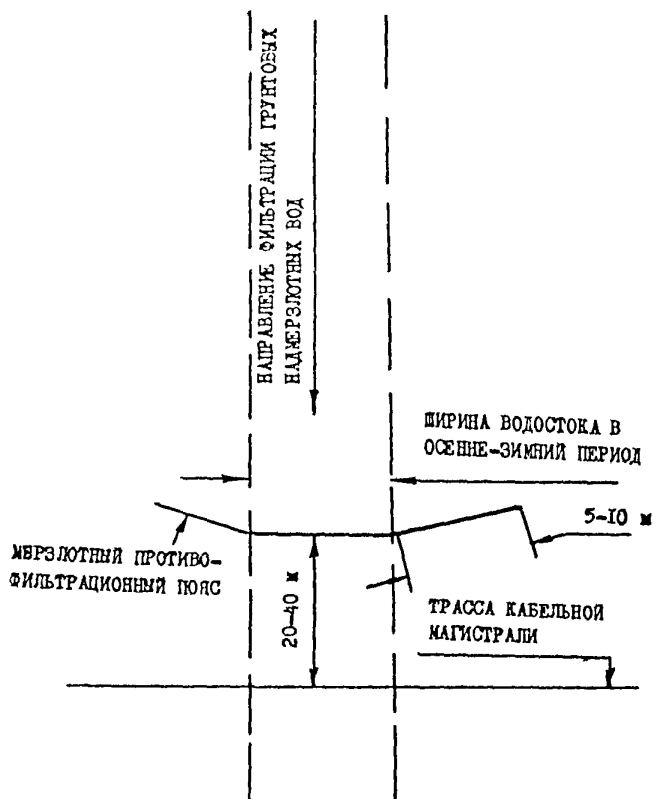 НАПРАВЛЕНИЕ ФИЛЬТРАЦИИ ГРУНТОВЫХ
НАДМЕРЗЛОТНЫХ ВОД
ШИРИНА ВОДОСТОКА В
ОСЕННЕ-ЗИМНИЙ ПЕРИОД
5-10 м
МЕРЗЛОТНЫЙ ПРОТИВО-
ФИЛЬТРАЦИОННЫЙ ПОЯС
20-40 м
ТРАССА КАБЕЛЬНОЙ
МАГИСТРАЛИ